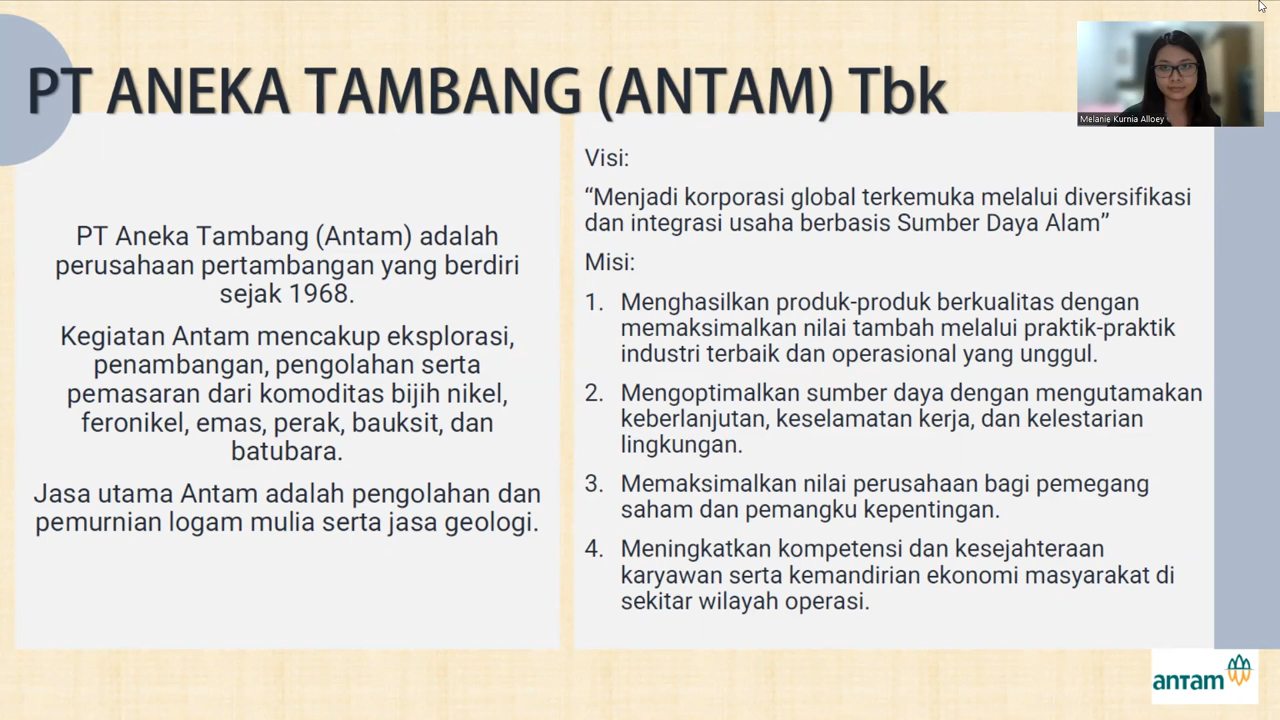 PT ANEKA TAMBANG (ANTAM) Tbk
Melanie Kurnia Alloey
PT Aneka Tambang (Antam) adalah
perusahaan pertambangan yang berdiri
sejak 1968.
Kegiatan Antam mencakup eksplorasi,
penambangan, pengolahan serta
pemasaran dari komoditas bijih nikel,
feronikel, emas, perak, bauksit, dan
batubara.
Jasa utama Antam adalah pengolahan dan
pemurnian logam mulia serta jasa geologi.
Visi:
“Menjadi korporasi global terkemuka melalui diversifikasi
dan integrasi usaha berbasis Sumber Daya Alam”
Misi:
1. Menghasilkan produk-produk berkualitas dengan
memaksimalkan nilai tambah melalui praktik-praktik
industri terbaik dan operasional yang unggul.
2. Mengoptimalkan sumber daya dengan mengutamakan
keberlanjutan, keselamatan kerja, dan kelestarian
lingkungan.
3. Memaksimalkan nilai perusahaan bagi pemegang
saham dan pemangku kepentingan.
4. Meningkatkan kompetensi dan kesejahteraan
karyawan serta kemandirian ekonomi masyarakat di
sekitar wilayah operasi.
antam